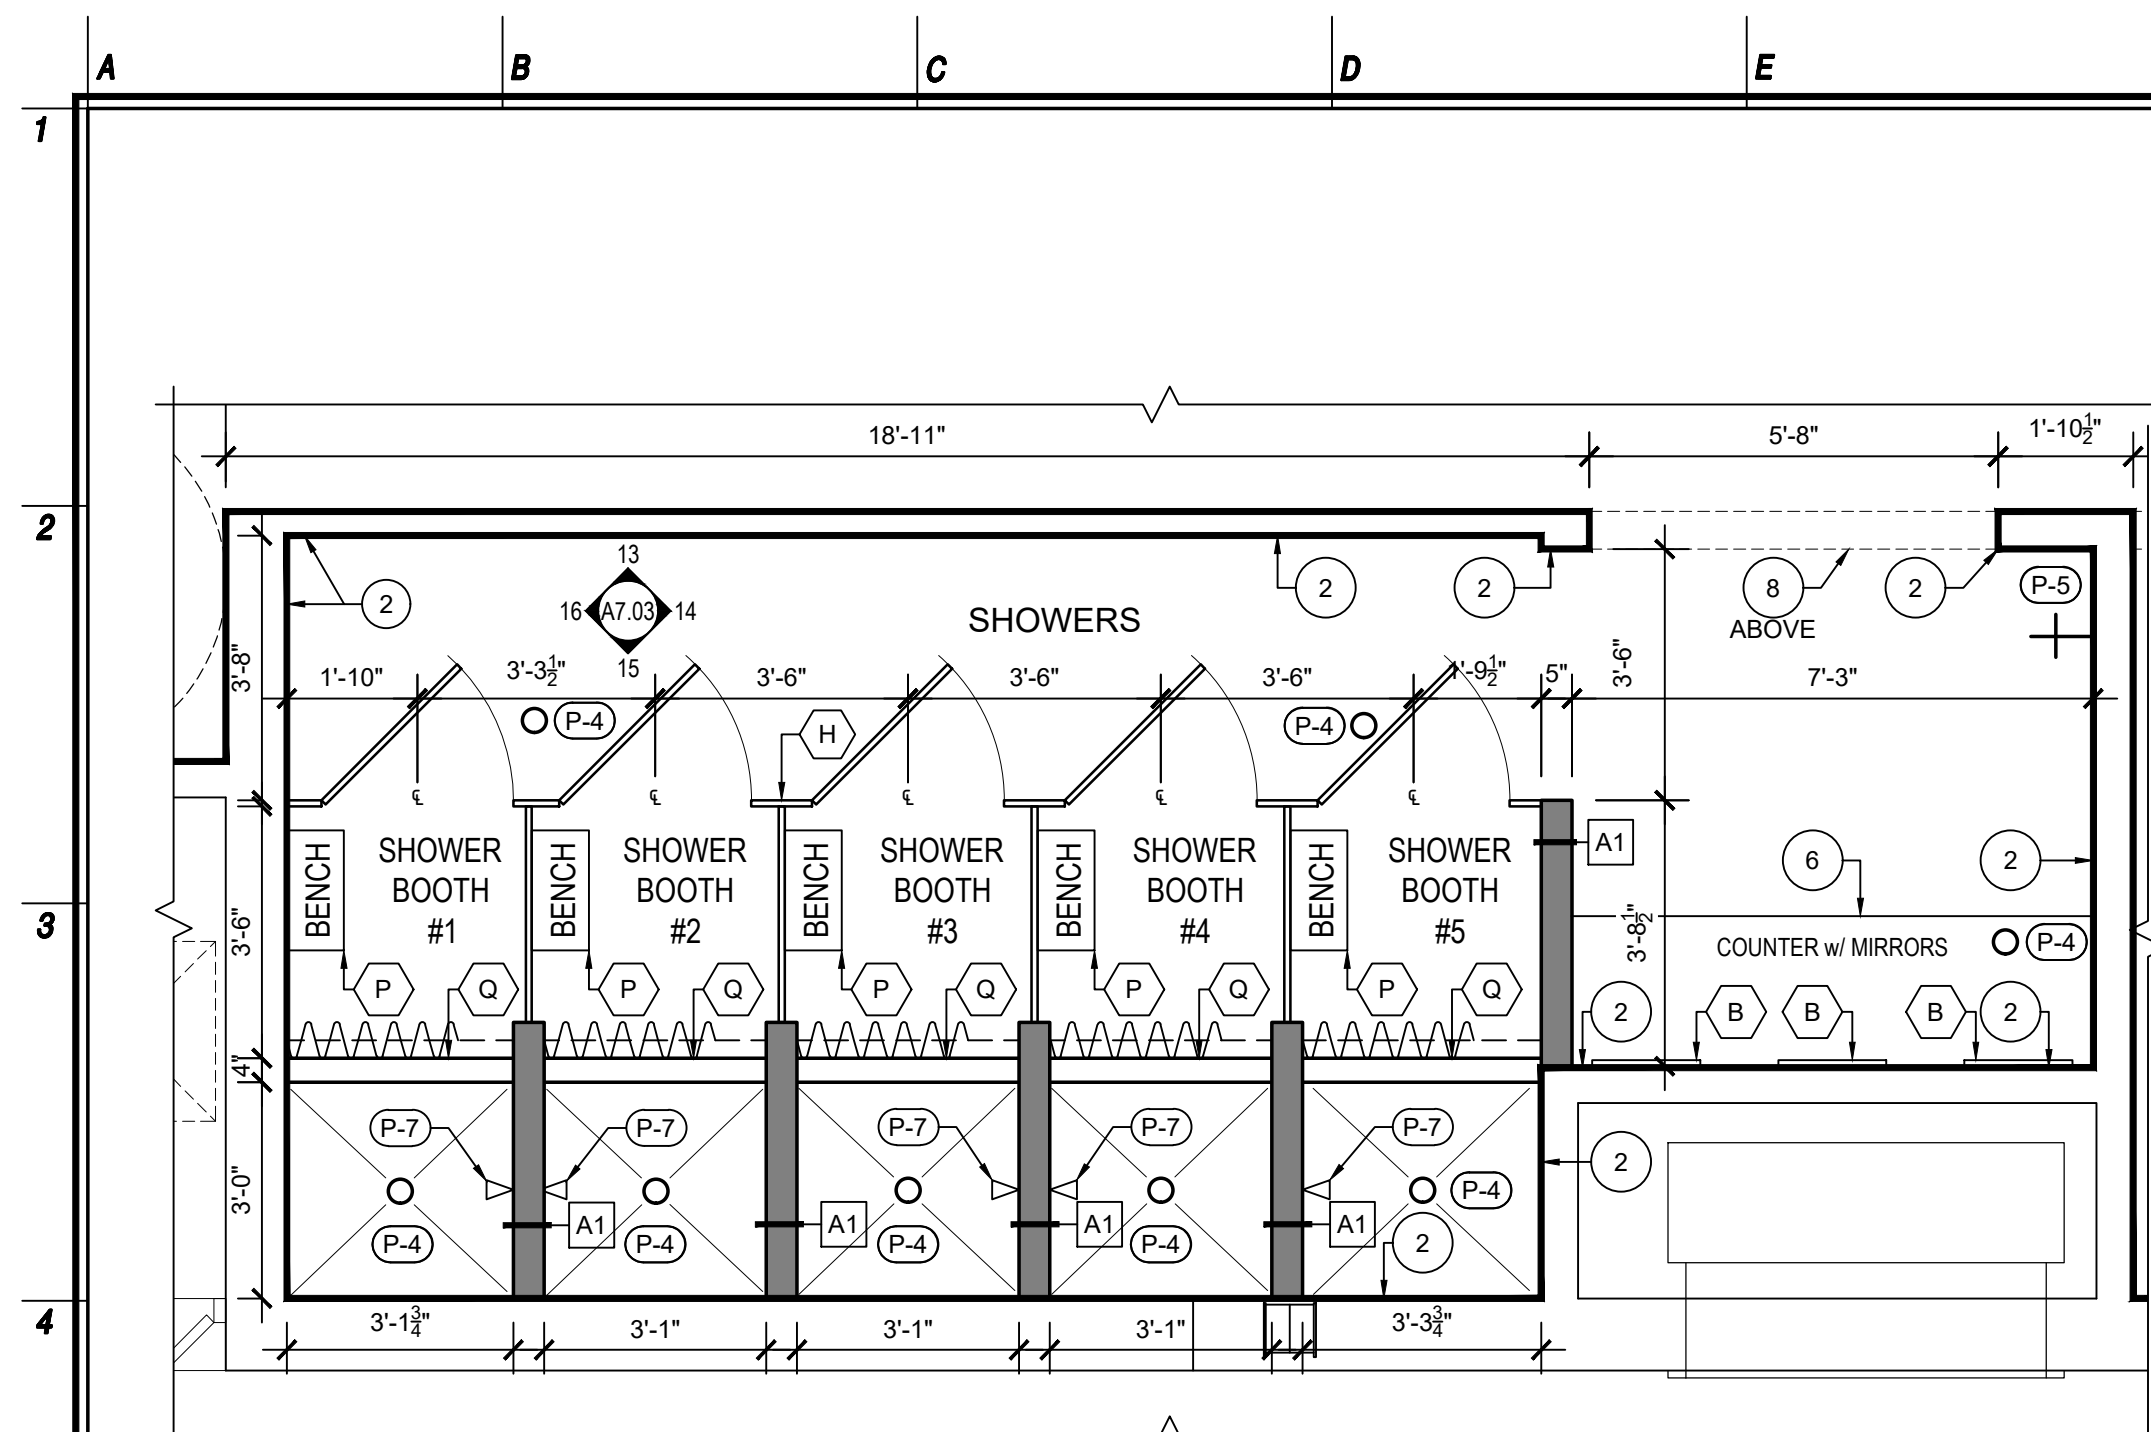 A B C D E
1
18'-11" 5'-8" 1'-10½"
2
13
16 A7.03 14
15
2
SHOWERS
2
2
8
ABOVE
2
P-5
3'-8"
1'-10" 3'-3½" 3'-6" 3'-6" 3'-6" 1'-9½" 5" 3'-6" 7'-3"
P-4
H
P-4
℄ ℄ ℄ ℄ ℄
BENCH
SHOWER
BOOTH
#1
BENCH
SHOWER
BOOTH
#2
BENCH
SHOWER
BOOTH
#3
BENCH
SHOWER
BOOTH
#4
BENCH
SHOWER
BOOTH
#5
A1
6
2
3
3'-6"
3'-8½"
COUNTER w/ MIRRORS
P-4
P Q P Q P Q P Q P Q
2 B B B 2
4"
P-7 P-7 P-7 P-7 P-7
2
3'-0"
P-4
A1 A1 A1 A1
P-4 P-4 P-4 P-4
2
4
3'-1¾" 3'-1" 3'-1" 3'-1" 3'-3¾"